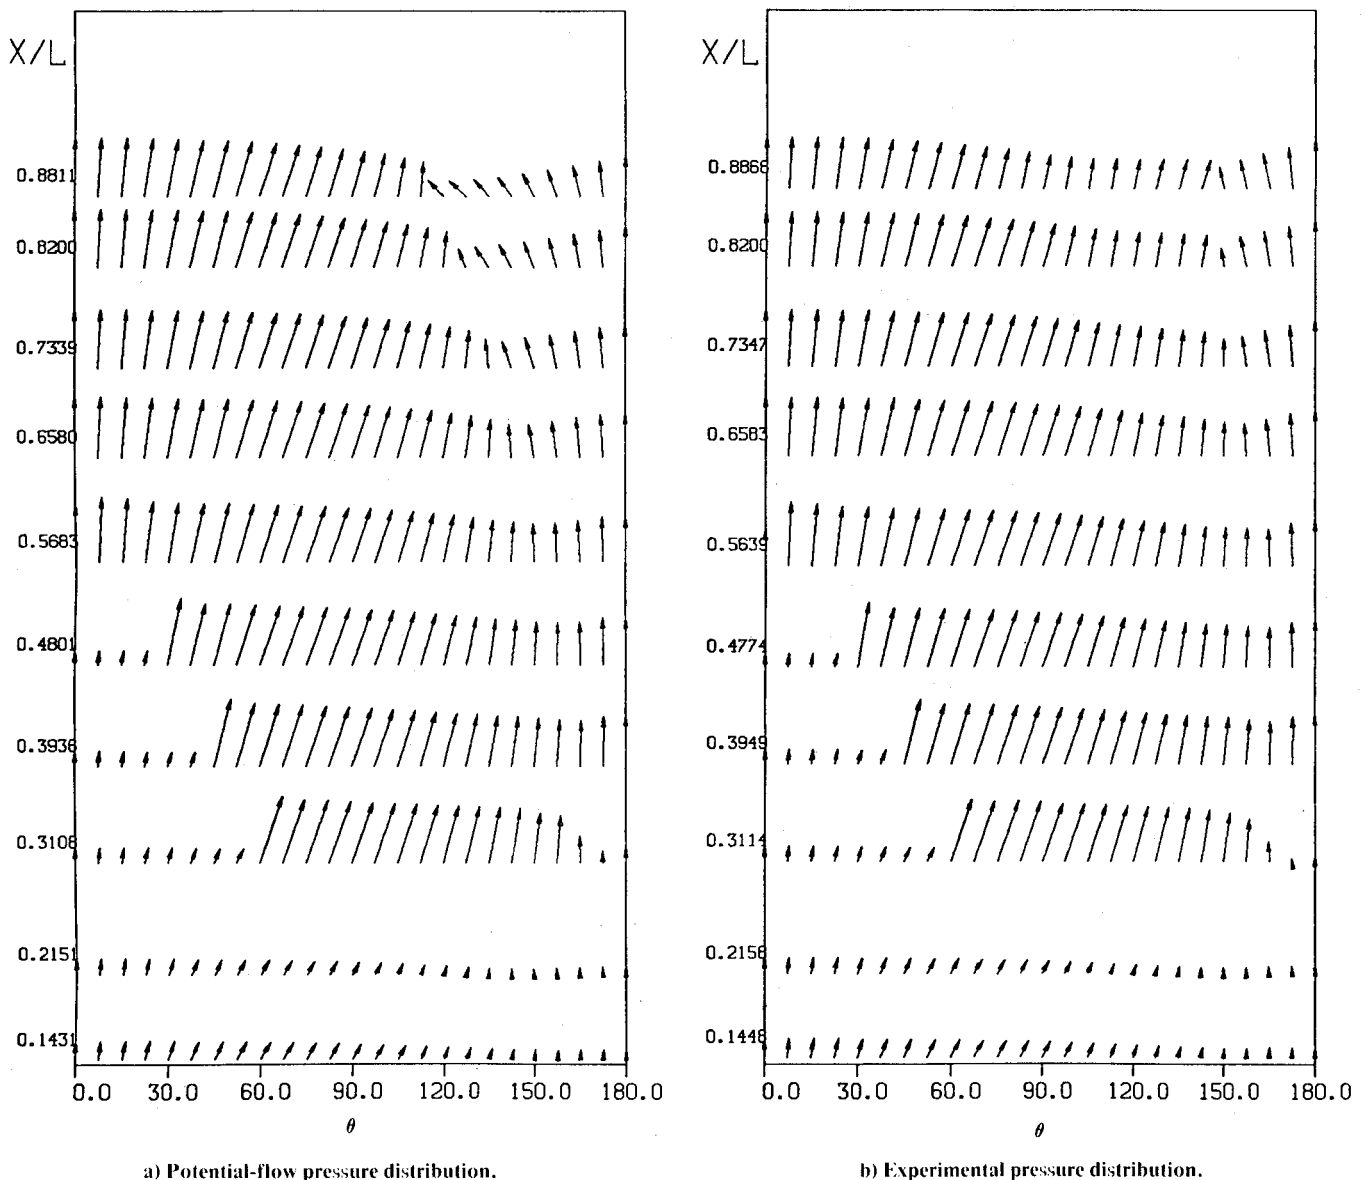 X/L
0.8811
0.8200
0.7339
0.6580
0.5683
0.4801
0.3936
0.3108
0.2151
0.1431
0.0 30.0 60.0 90.0 120.0 150.0 180.0
θ
a) Potential-flow pressure distribution.
X/L
0.8868
0.8200
0.7347
0.6583
0.5639
0.4774
0.3949
0.3114
0.2158
0.1448
0.0 30.0 60.0 90.0 120.0 150.0 180.0
θ
b) Experimental pressure distribution.